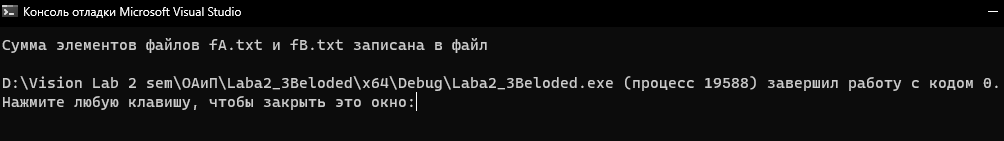 Консоль отладки Microsoft Visual Studio
Сумма элементов файлов fA.txt и fB.txt записана в файл
D:\Vision Lab 2 sem\ОАиП\Laba2_3Beloded\x64\Debug\Laba2_3Beloded.exe (процесс 19588) завершил работу с кодом 0.
Нажмите любую клавишу, чтобы закрыть это окно: